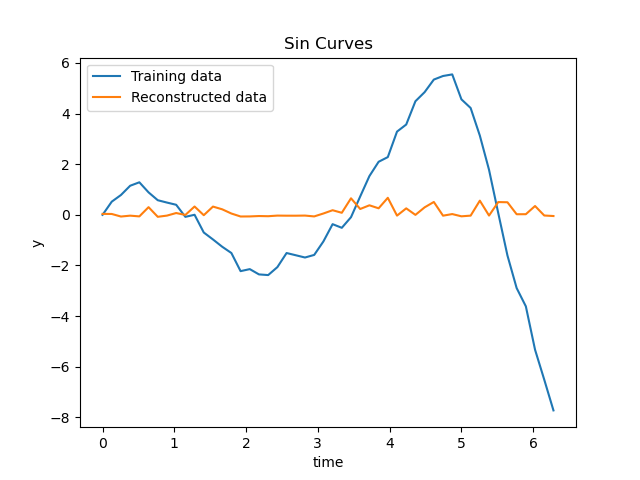 Sin Curves
Training data
Reconstructed data
y
6
4
2
0
−2
−4
−6
−8
0 1 2 3 4 5 6
time